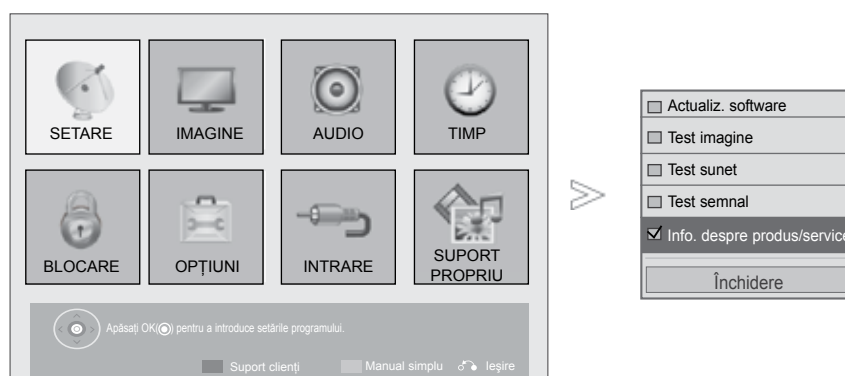 SETARE
IMAGINE
AUDIO
TIMP
BLOCARE
OPȚIUNI
INTRARE
SUPORT
PROPRIU
Apăsați OK(◉) pentru a introduce setările programului.
Suport clienți
Manual simplu
Ieşire
Actualiz. software
Test imagine
Test sunet
Test semnal
Info. despre produs/service
Închidere